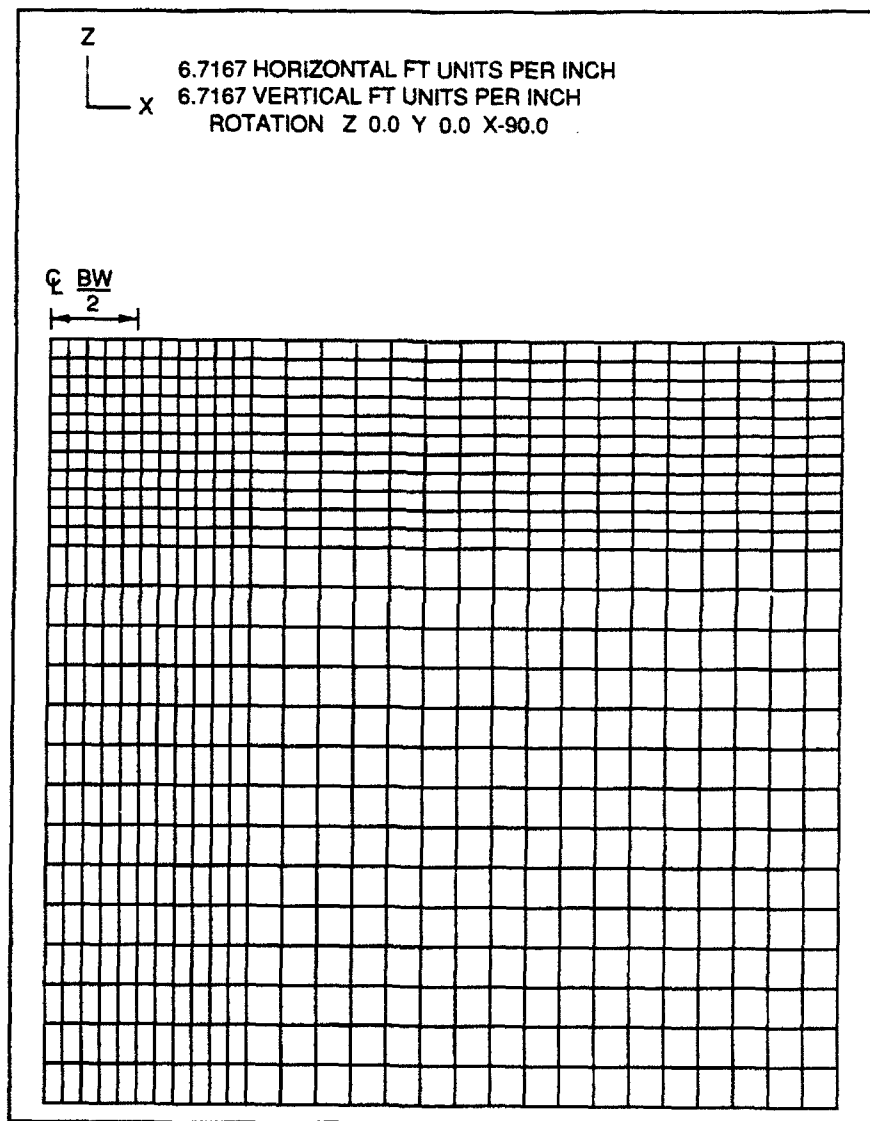 Z
6.7167 HORIZONTAL FT UNITS PER INCH
X 6.7167 VERTICAL FT UNITS PER INCH
ROTATION Z 0.0 Y 0.0 X-90.0
℄ BW
2